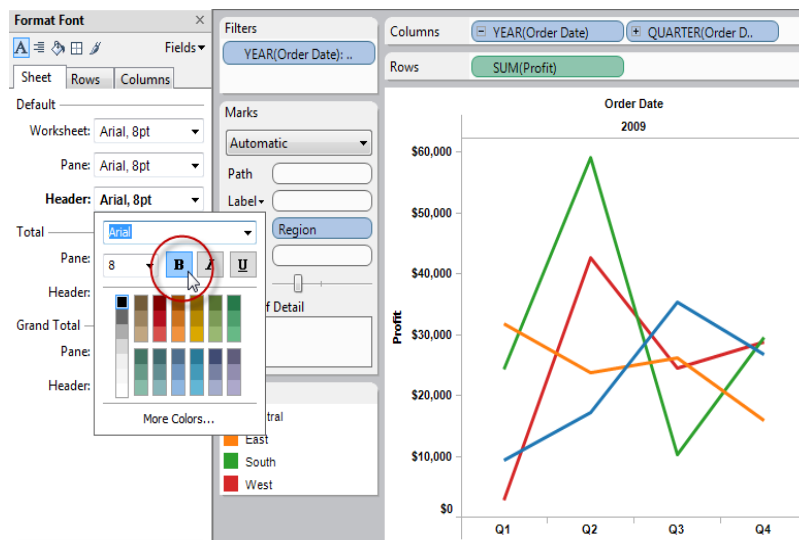 Format Font
Fields
Sheet Rows Columns
Default
Worksheet: Arial, 8pt
Pane: Arial, 8pt
Header: Arial, 8pt
Total
Pane:
Header:
Grand Total
Pane:
Header:
Arial
8 B I U
More Colors...
Filters
YEAR(Order Date): ..
Marks
Automatic
Path
Label
Region
f Detail
tral
East
South
West
Columns YEAR(Order Date) QUARTER(Order D..
Rows SUM(Profit)
Order Date
2009
Profit
$60,000
$50,000
$40,000
$30,000
$20,000
$10,000
$0
Q1 Q2 Q3 Q4